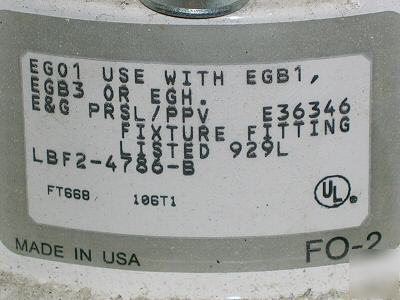 EGO1 USE WITH EGB1,
EGB3 OR EGH.
E&G PRSL/PPV E36346
FIXTURE FITTING
LISTED 929L
LBF2-4786-B
FT668 106T1
UL
MADE IN USA FO-2